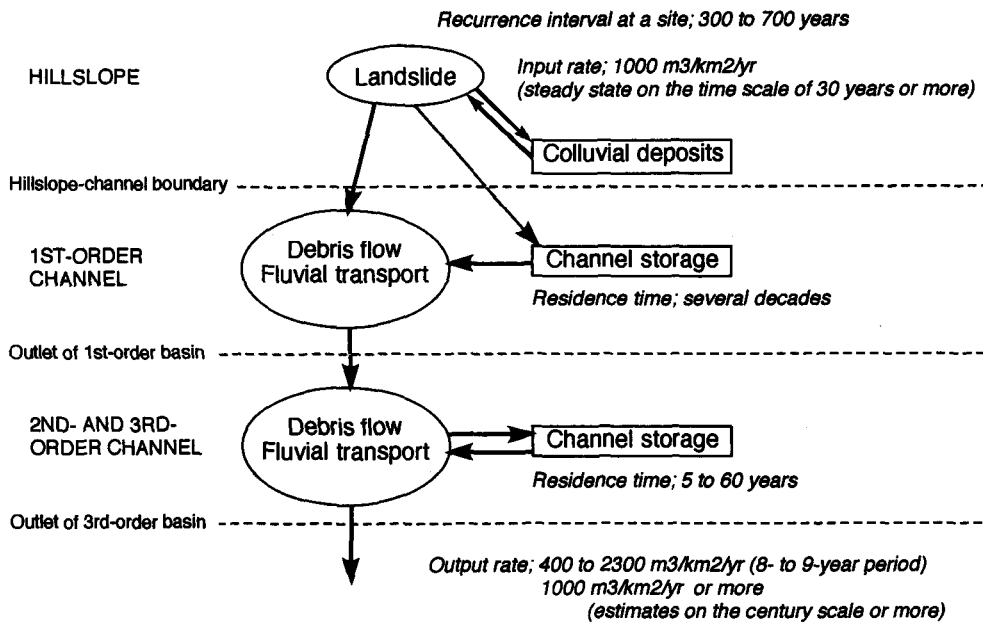 Recurrence interval at a site; 300 to 700 years
HILLSLOPE
Landslide
Input rate; 1000 m3/km2/yr
(steady state on the time scale of 30 years or more)
Colluvial deposits
Hillslope-channel boundary
1ST-ORDER
CHANNEL
Debris flow
Fluvial transport
Channel storage
Residence time; several decades
Outlet of 1st-order basin
2ND- AND 3RD-
ORDER CHANNEL
Debris flow
Fluvial transport
Channel storage
Residence time; 5 to 60 years
Outlet of 3rd-order basin
Output rate; 400 to 2300 m3/km2/yr (8- to 9-year period)
1000 m3/km2/yr or more
(estimates on the century scale or more)